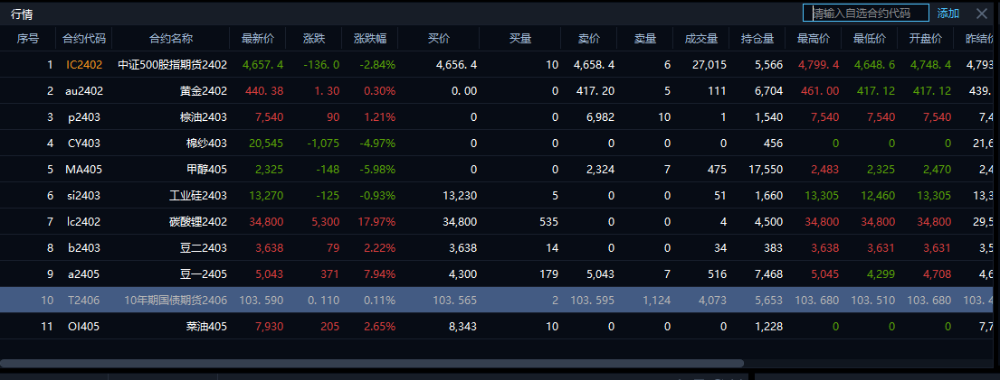 行情 请输入自选合约代码 添加
序号 合约代码 合约名称 最新价 涨跌 涨跌幅 买价 买量 卖价 卖量 成交量 持仓量 最高价 最低价 开盘价 昨结价
1 IC2402 中证500股指期货2402 4,657.4 -136.0 -2.84% 4,656.4 10 4,658.4 6 27,015 5,566 4,799.4 4,648.6 4,748.4 4,793
2 au2402 黄金2402 440.38 1.30 0.30% 0.00 0 417.20 5 111 6,704 461.00 417.12 417.12 439.
3 p2403 棕油2403 7,540 90 1.21% 0 0 6,982 10 1 1,540 7,540 7,540 7,540 7,4
4 CY403 棉纱403 20,545 -1,075 -4.97% 0 0 0 0 0 456 0 0 0 21,6
5 MA405 甲醇405 2,325 -148 -5.98% 0 0 2,324 7 475 17,550 2,483 2,325 2,470 2,4
6 si2403 工业硅2403 13,270 -125 -0.93% 13,230 5 0 0 51 1,660 13,305 12,460 13,305 13,3
7 lc2402 碳酸锂2402 34,800 5,300 17.97% 34,800 535 0 0 4 4,500 34,800 34,800 34,800 29,5
8 b2403 豆二2403 3,638 79 2.22% 3,638 14 0 0 34 383 3,638 3,631 3,631 3,5
9 a2405 豆一2405 5,043 371 7.94% 4,300 179 5,043 7 516 7,468 5,045 4,299 4,708 4,6
10 T2406 10年期国债期货2406 103.590 0.110 0.11% 103.565 2 103.595 1,124 4,073 5,653 103.680 103.510 103.680 103.4
11 OI405 菜油405 7,930 205 2.65% 8,343 10 0 0 0 1,228 0 0 0 7,7